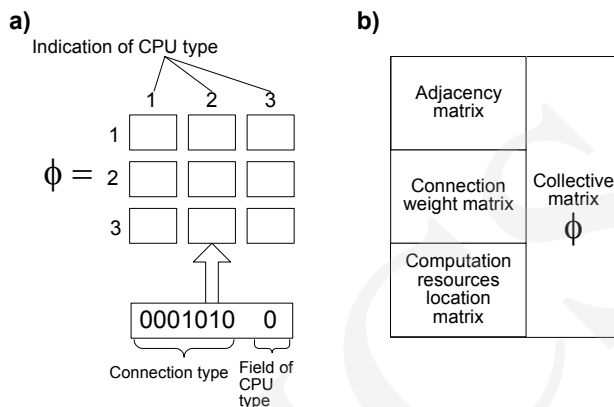 a)
Indication of CPU type
1 2 3
1
ϕ = 2
3
0001010 0
Connection type
Field of
CPU
type
b)
Adjacency
matrix
Connection
weight matrix
Computation
resources
location
matrix
Collective
matrix
ϕ